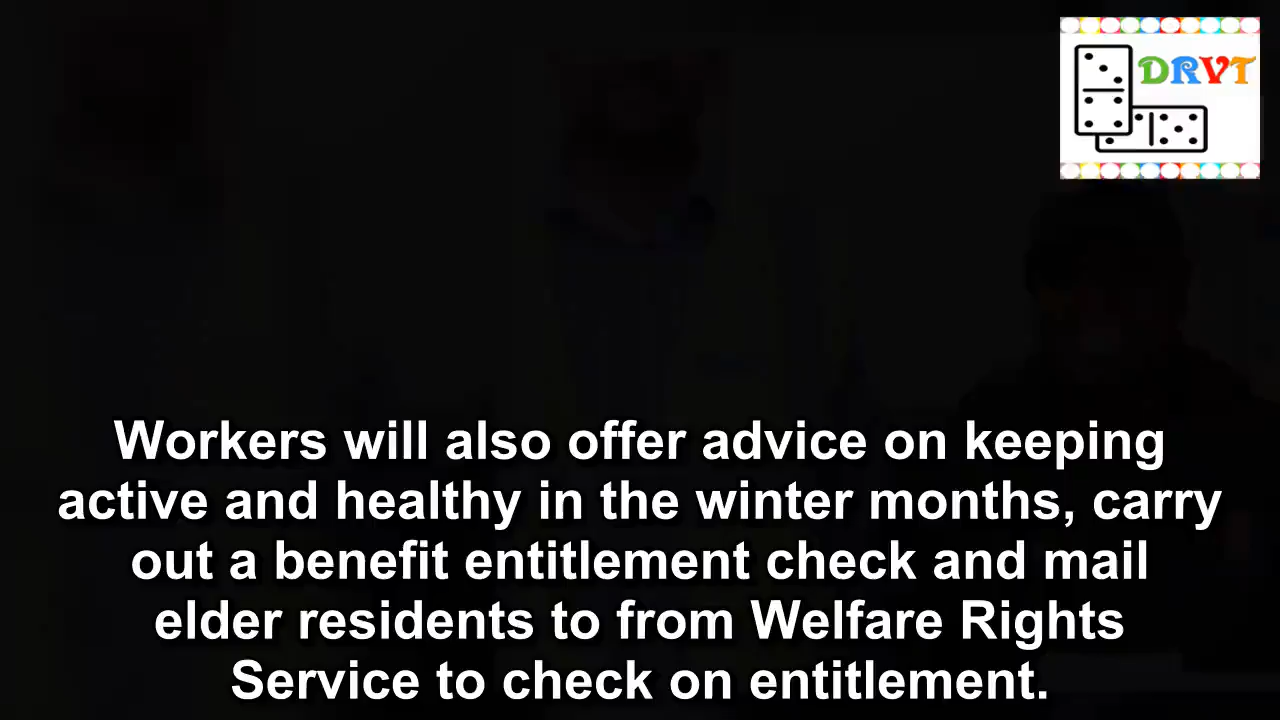 DRVT
Workers will also offer advice on keeping
active and healthy in the winter months, carry
out a benefit entitlement check and mail
elder residents to from Welfare Rights
Service to check on entitlement.